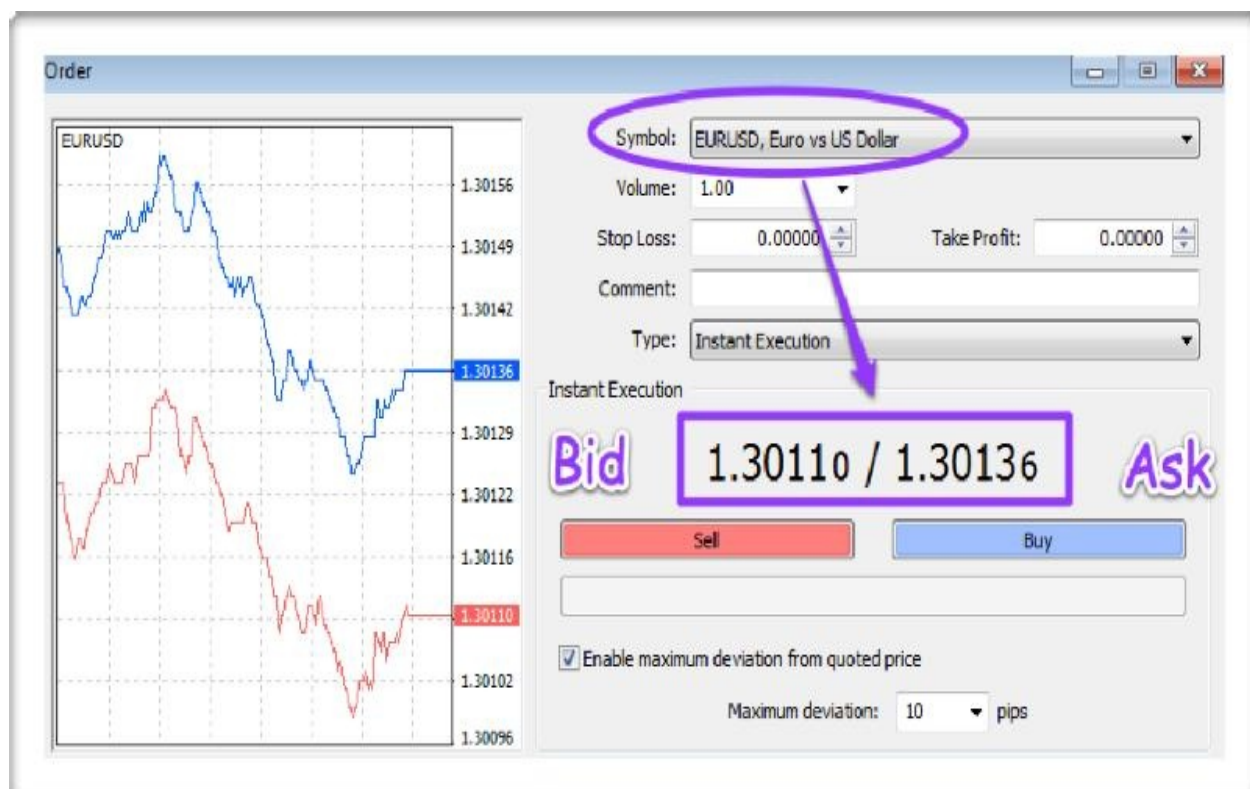 Order
EURUSD
1.30156
1.30149
1.30142
1.30136
1.30129
1.30122
1.30116
1.30110
1.30102
1.30096
Symbol: EURUSD, Euro vs US Dollar
Volume: 1.00
Stop Loss: 0.00000 Take Profit: 0.00000
Comment:
Type: Instant Execution
Instant Execution
Bid 1.30110 / 1.30136 Ask
Sell Buy
Enable maximum deviation from quoted price
Maximum deviation: 10 pips